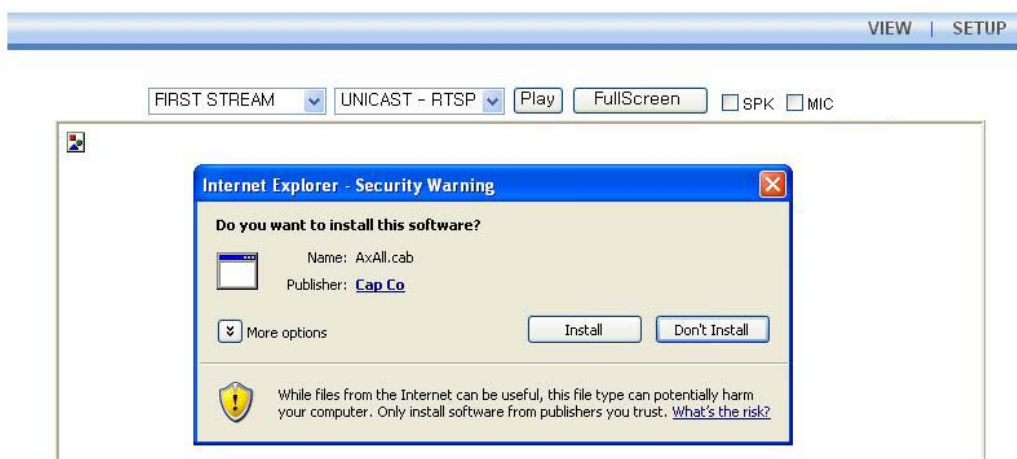 VIEW | SETUP
FIRST STREAM UNICAST - RTSP Play FullScreen SPK MIC
Internet Explorer - Security Warning
Do you want to install this software?
Name: AxAll.cab
Publisher: Cap Co
More options Install Don't Install
While files from the Internet can be useful, this file type can potentially harm
your computer. Only install software from publishers you trust. What's the risk?